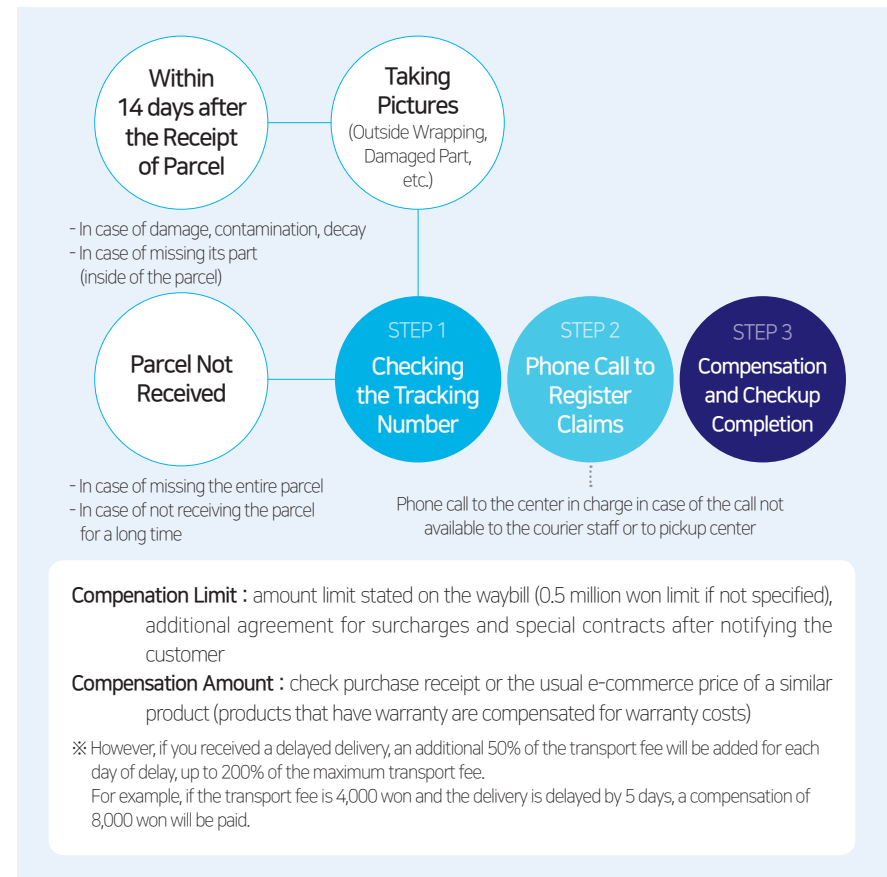 Within
14 days after
the Receipt
of Parcel
Taking
Pictures
(Outside Wrapping,
Damaged Part,
etc.)
- In case of damage, contamination, decay
- In case of missing its part
(inside of the parcel)
Parcel Not
Received
STEP 1
Checking
the Tracking
Number
STEP 2
Phone Call to
Register
Claims
STEP 3
Compensation
and Checkup
Completion
- In case of missing the entire parcel
- In case of not receiving the parcel
for a long time
Phone call to the center in charge in case of the call not
available to the courier staff or to pickup center
Compenation Limit : amount limit stated on the waybill (0.5 million won limit if not specified),
additional agreement for surcharges and special contracts after notifying the
customer
Compensation Amount : check purchase receipt or the usual e-commerce price of a similar
product (products that have warranty are compensated for warranty costs)
※ However, if you received a delayed delivery, an additional 50% of the transport fee will be added for each
day of delay, up to 200% of the maximum transport fee.
For example, if the transport fee is 4,000 won and the delivery is delayed by 5 days, a compensation of
8,000 won will be paid.